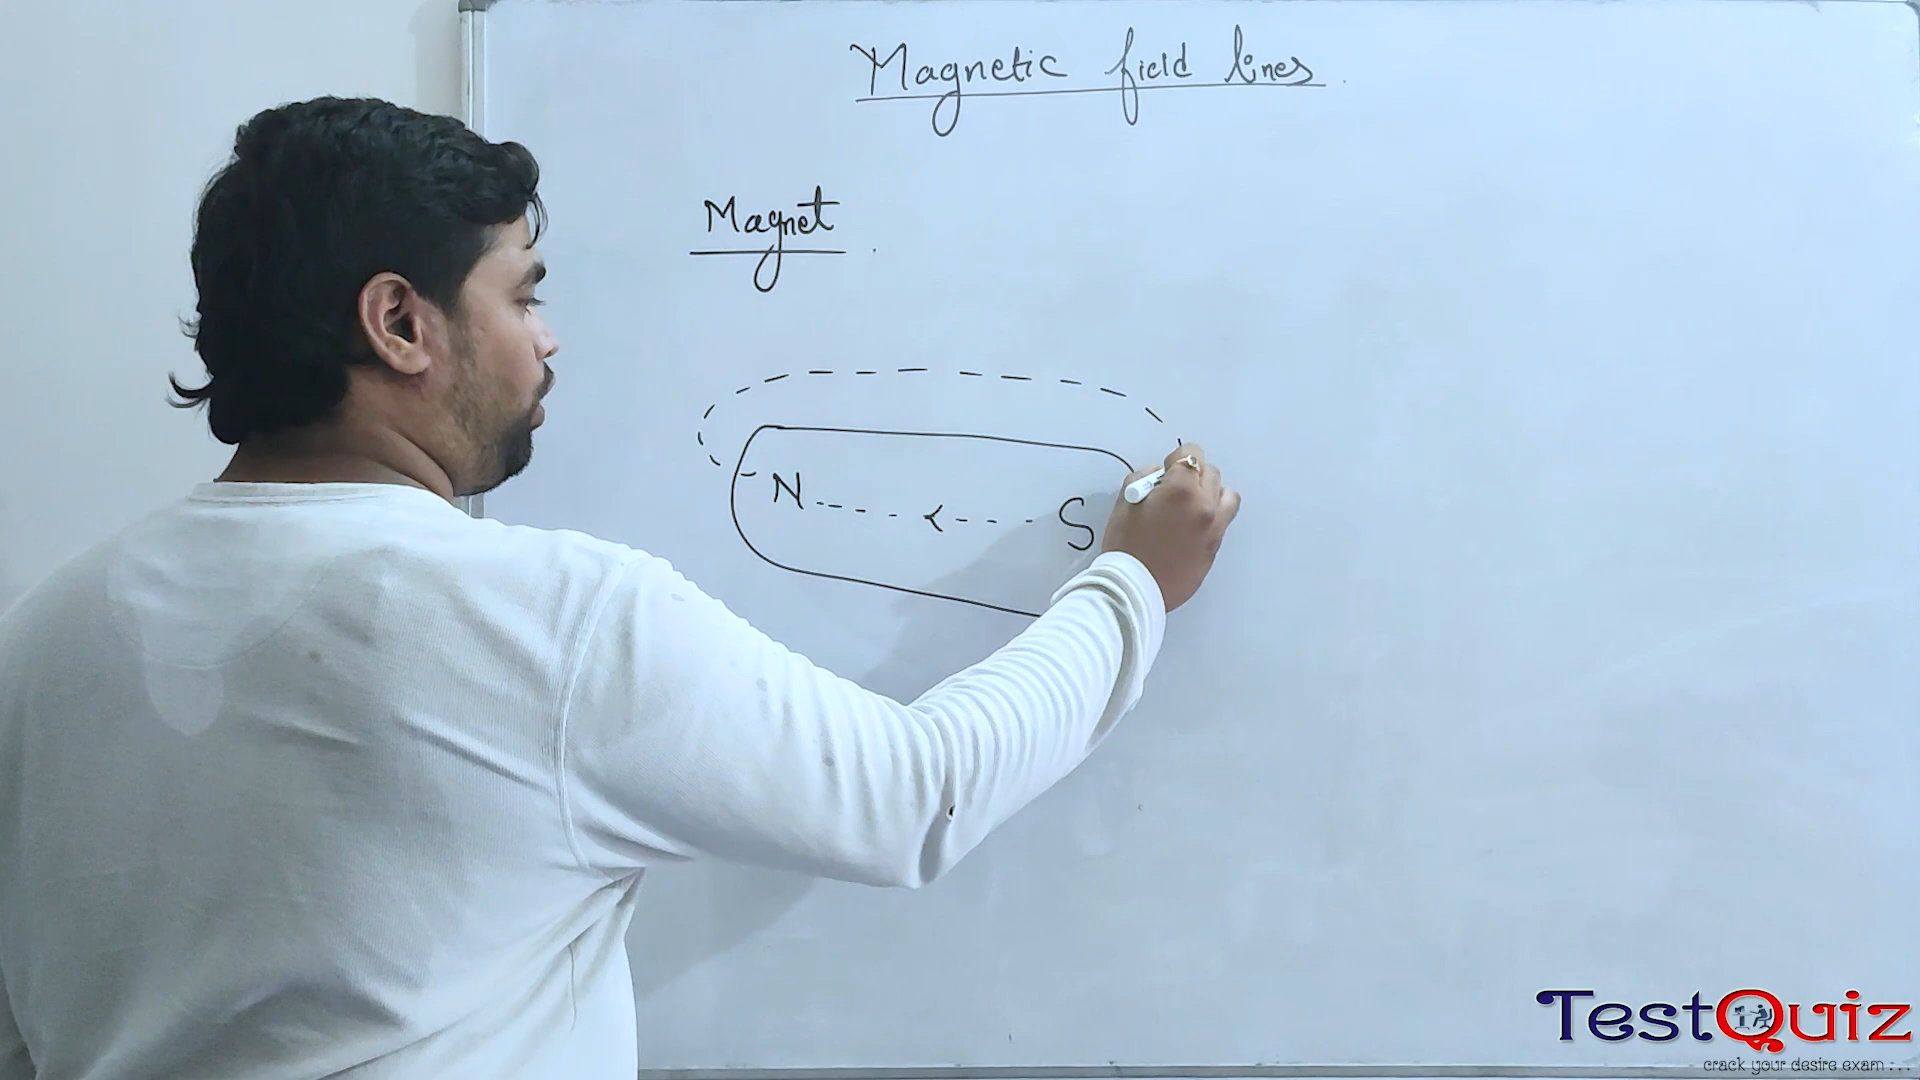 Magnetic field lines
Magnet
N S
TestQuiz
crack your desire exam ...